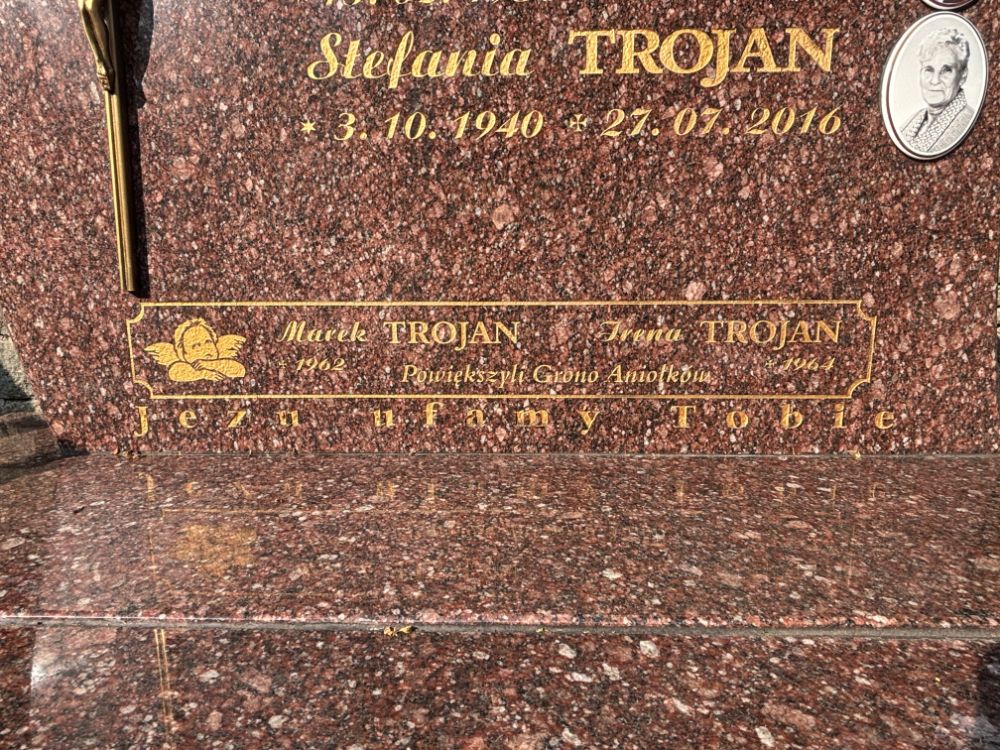 Stefania TROJAN
* 3. 10. 1940 ✠ 27. 07. 2016
Marek TROJAN Irena TROJAN
* 1962 * 1964
Powiększyli Grono Aniołków
Jezu ufamy Tobie